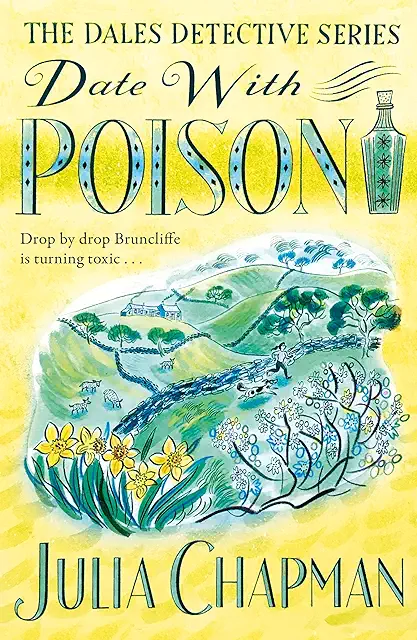 THE DALES DETECTIVE SERIES
Date With
POISON
Drop by drop Bruncliffe
is turning toxic . . .
JULIA CHAPMAN